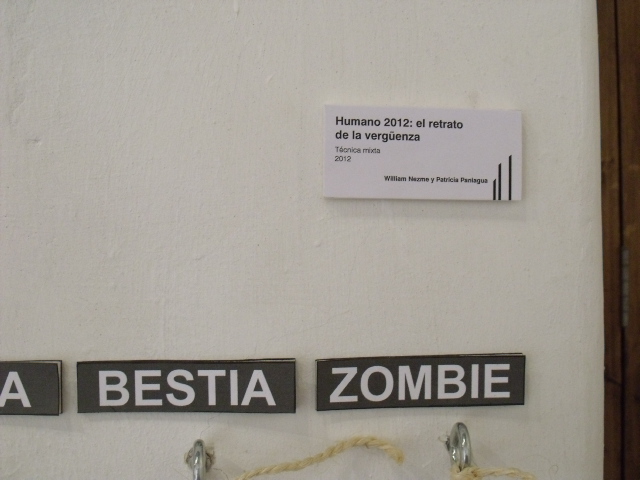 Humano 2012: el retrato
de la vergüenza
Técnica mixta
2012
William Nezme y Patricia Paniagua
A
BESTIA
ZOMBIE